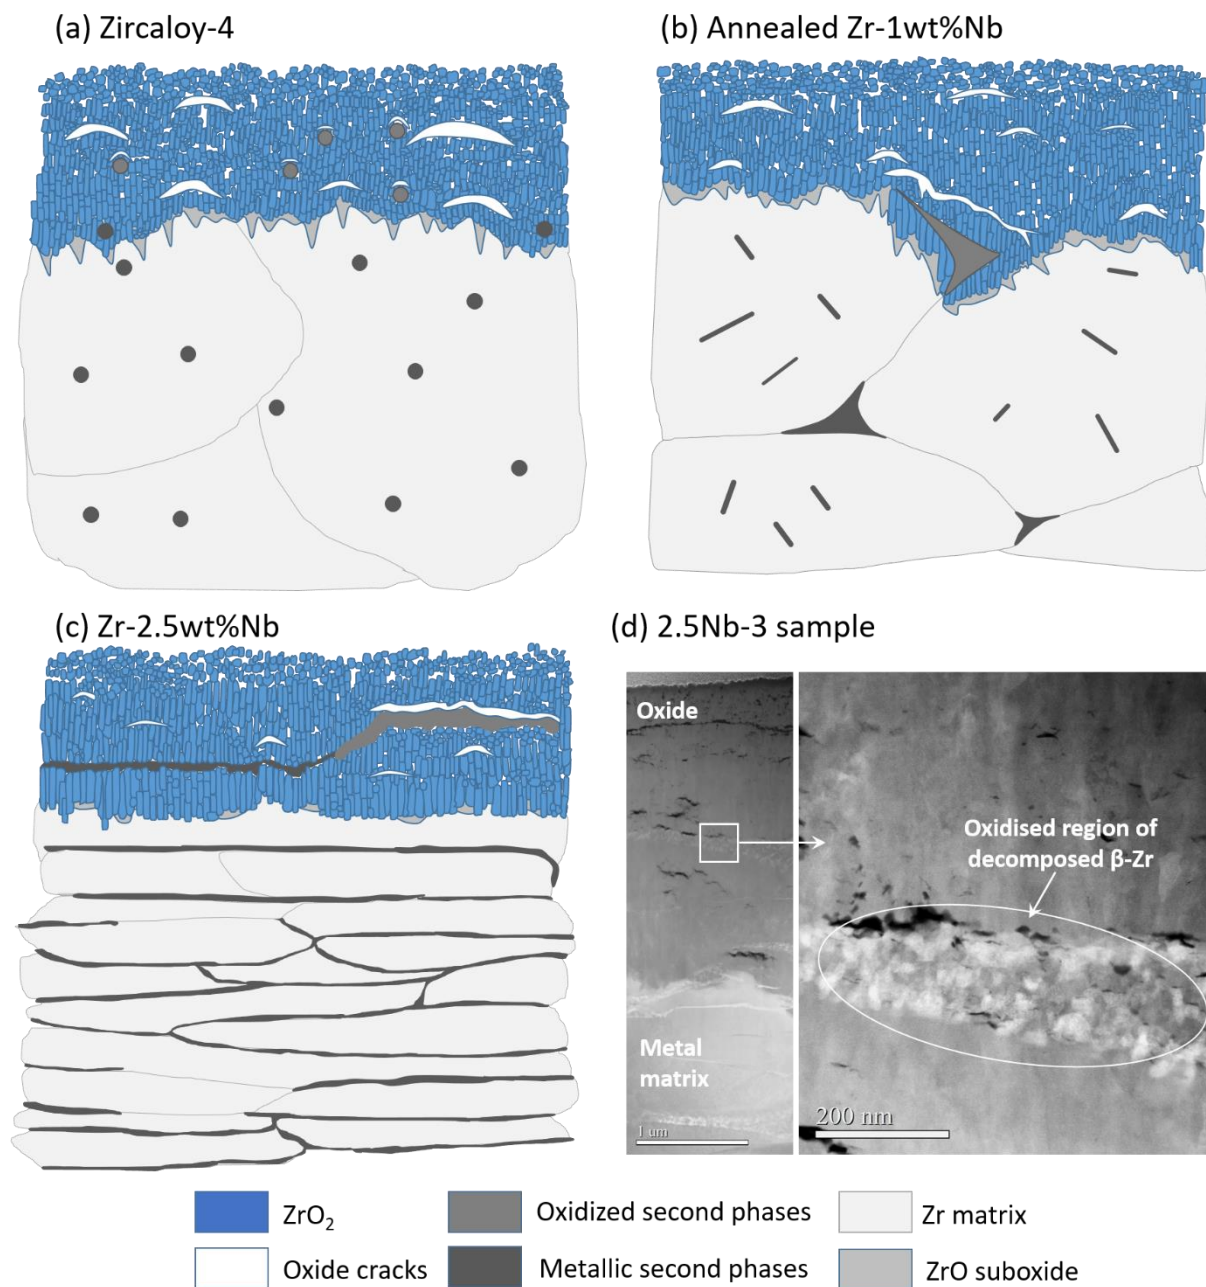 (a) Zircaloy-4
(b) Annealed Zr-1wt%Nb
(c) Zr-2.5wt%Nb
(d) 2.5Nb-3 sample
Oxide
Oxidised region of
decomposed β-Zr
Metal
matrix
1 um
200 nm
ZrO₂
Oxidized second phases
Zr matrix
Oxide cracks
Metallic second phases
ZrO suboxide